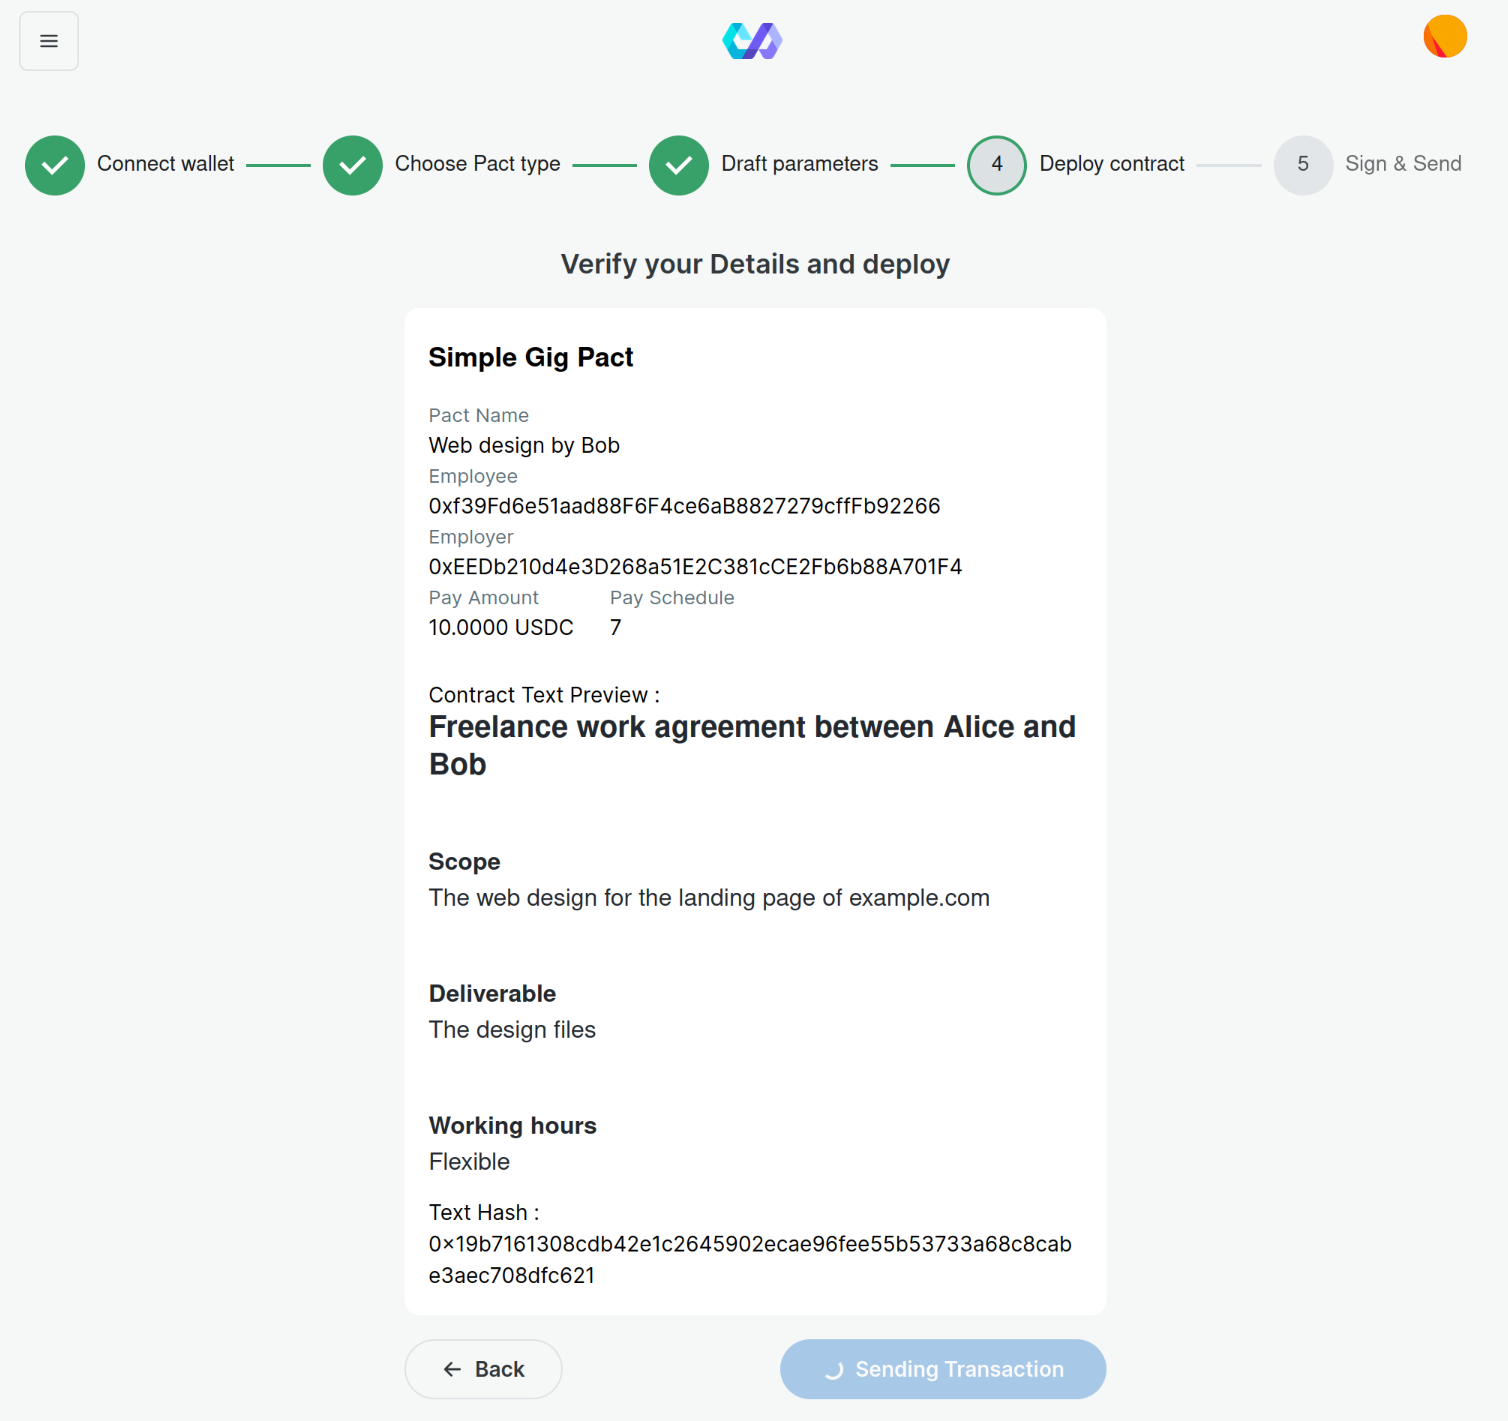 Connect wallet
Choose Pact type
Draft parameters
4
Deploy contract
5
Sign & Send
Verify your Details and deploy
Simple Gig Pact
Pact Name
Web design by Bob
Employee
0xf39Fd6e51aad88F6F4ce6aB8827279cffFb92266
Employer
0xEEDb210d4e3D268a51E2C381cCE2Fb6b88A701F4
Pay Amount Pay Schedule
10.0000 USDC 7
Contract Text Preview :
Freelance work agreement between Alice and
Bob
Scope
The web design for the landing page of example.com
Deliverable
The design files
Working hours
Flexible
Text Hash :
0×19b7161308cdb42e1c2645902ecae96fee55b53733a68c8cab
e3aec708dfc621
Back
Sending Transaction